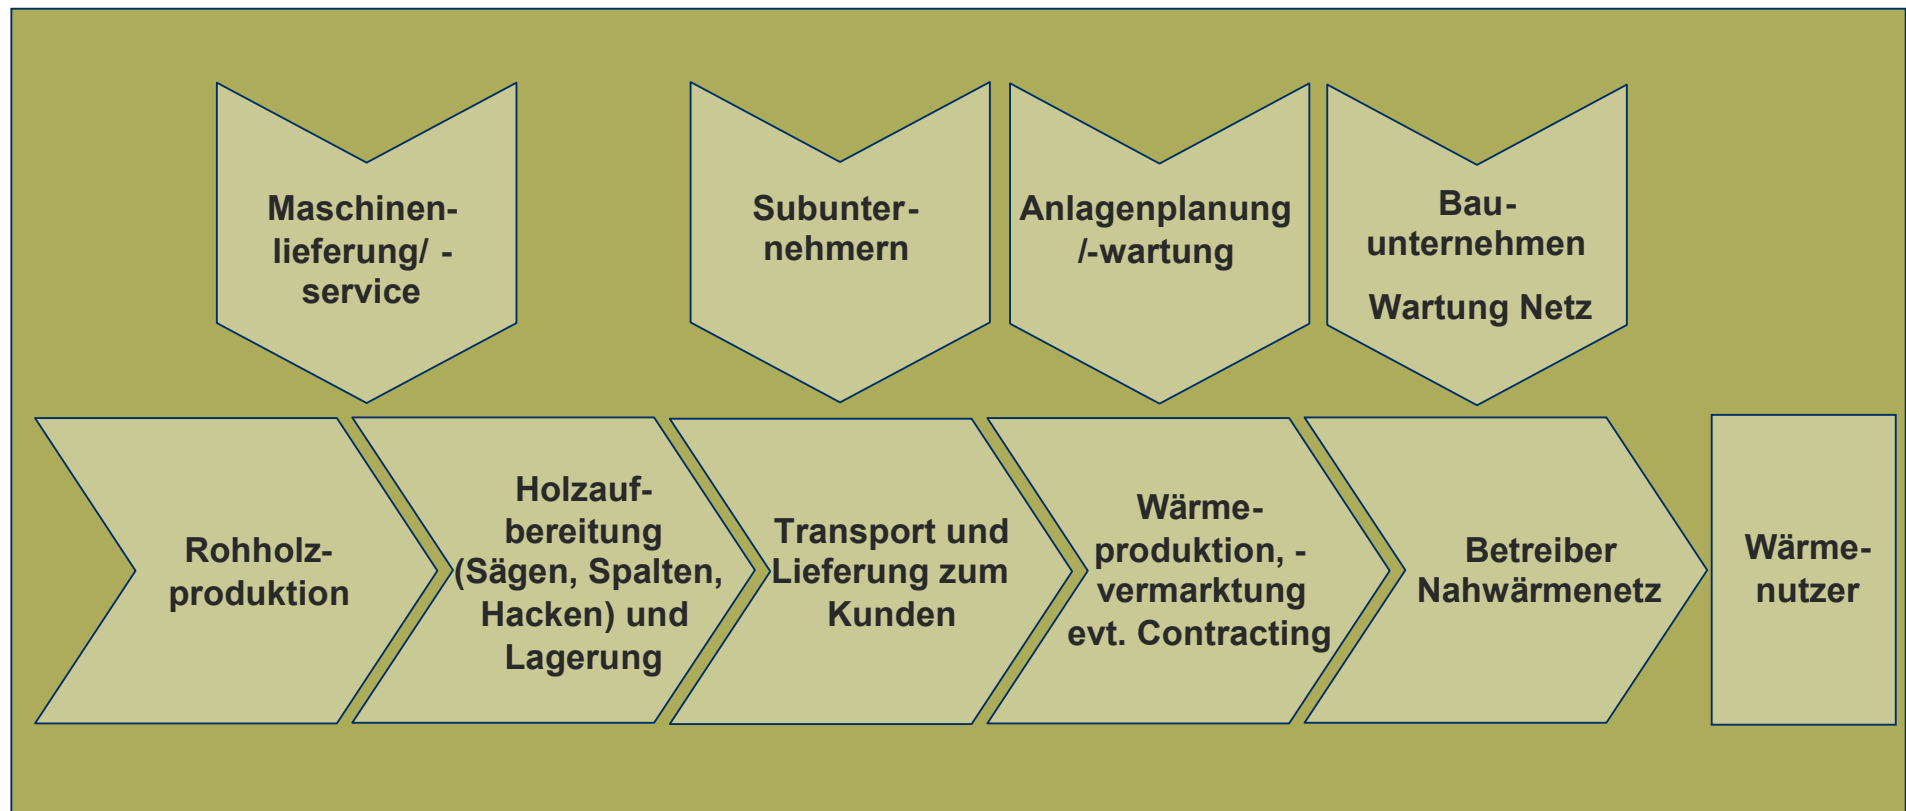 Maschinen-
lieferung/ -
service
Subunter-
nehmern
Anlagenplanung
/-wartung
Bau-
unternehmen
Wartung Netz
Rohholz-
produktion
Holzauf-
bereitung
(Sägen, Spalten,
Hacken) und
Lagerung
Transport und
Lieferung zum
Kunden
Wärme-
produktion, -
vermarktung
evt. Contracting
Betreiber
Nahwärmenetz
Wärme-
nutzer